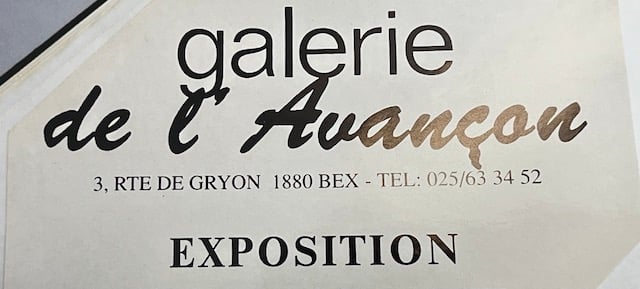 galerie
de l'Avançon
3, RTE DE GRYON 1880 BEX - TEL: 025/63 34 52
EXPOSITION